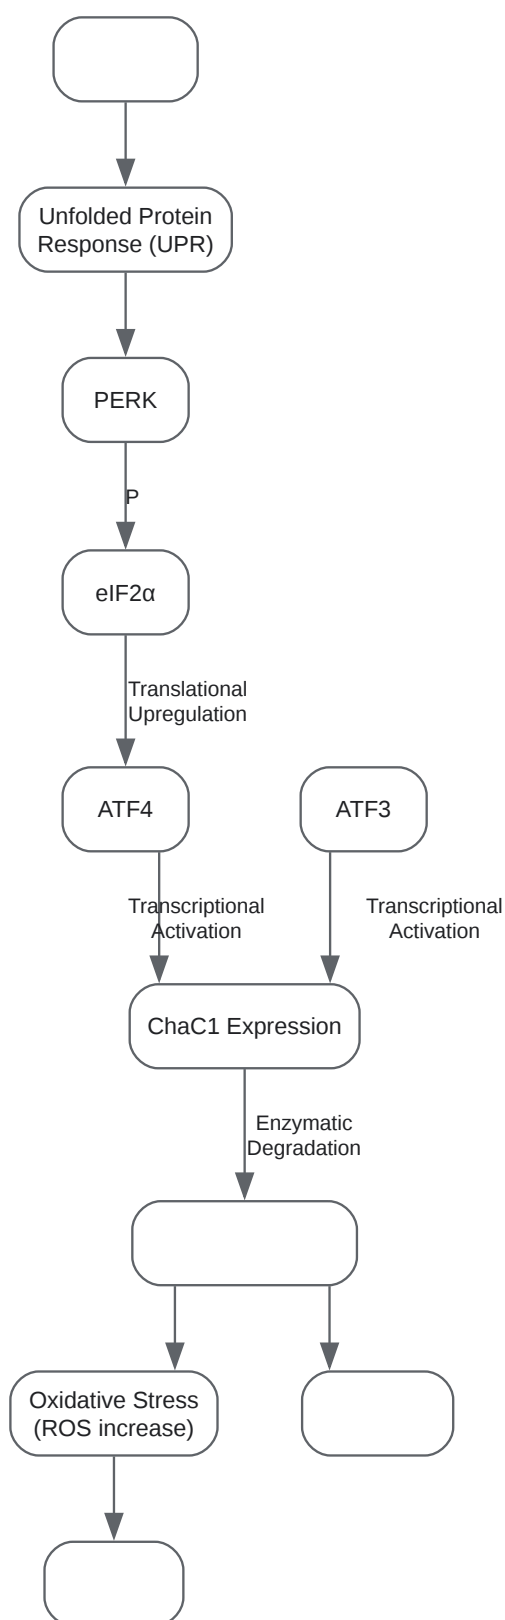 Unfolded Protein
Response (UPR)
PERK
P
eIF2α
Translational
Upregulation
ATF4
ATF3
Transcriptional
Activation
Transcriptional
Activation
ChaC1 Expression
Enzymatic
Degradation
Oxidative Stress
(ROS increase)